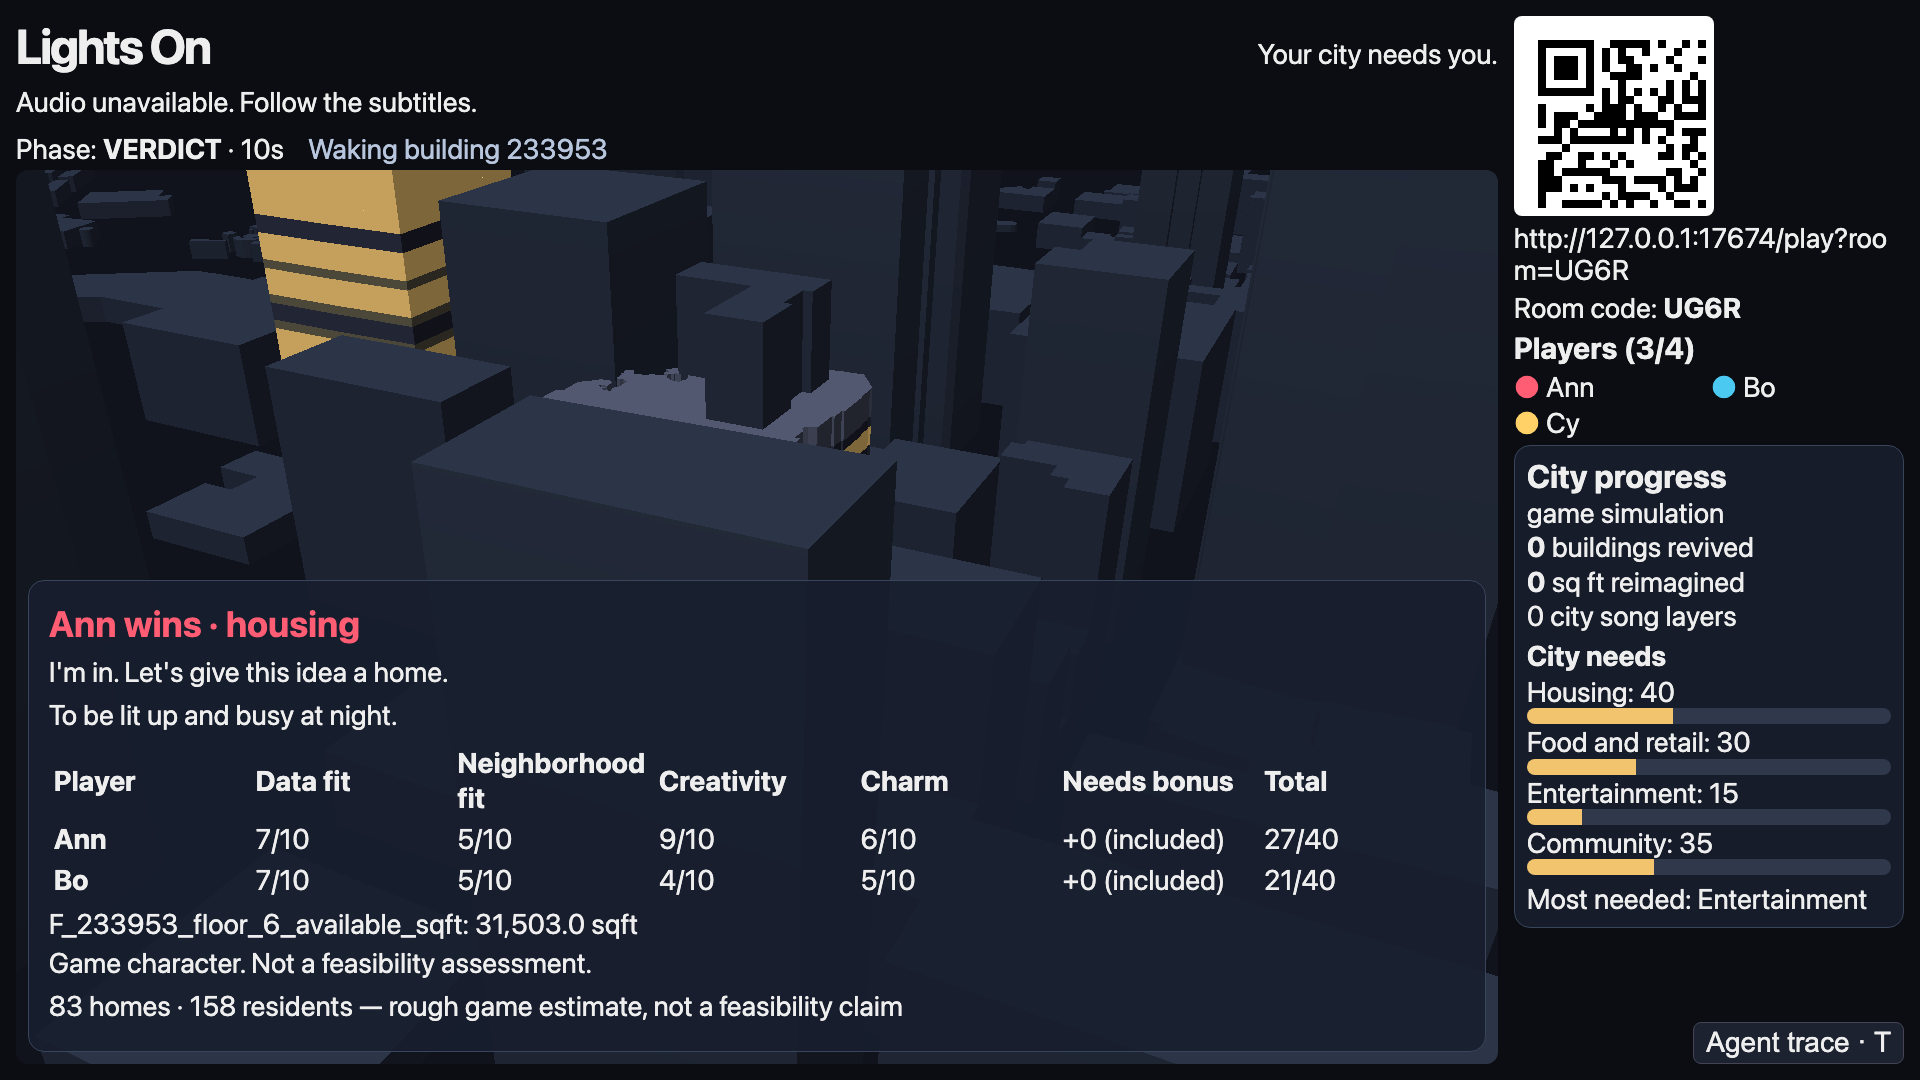 Lights On
Your city needs you.
Audio unavailable. Follow the subtitles.
Phase: VERDICT · 10s Waking building 233953
http://127.0.0.1:17674/play?roo
m=UG6R
Room code: UG6R
Players (3/4)
Ann Bo
Cy
City progress
game simulation
0 buildings revived
0 sq ft reimagined
0 city song layers
City needs
Housing: 40
Food and retail: 30
Entertainment: 15
Community: 35
Most needed: Entertainment
Ann wins · housing
I'm in. Let's give this idea a home.
To be lit up and busy at night.
Player Data fit Neighborhood fit Creativity Charm Needs bonus Total
Ann 7/10 5/10 9/10 6/10 +0 (included) 27/40
Bo 7/10 5/10 4/10 5/10 +0 (included) 21/40
F_233953_floor_6_available_sqft: 31,503.0 sqft
Game character. Not a feasibility assessment.
83 homes · 158 residents — rough game estimate, not a feasibility claim
Agent trace · T